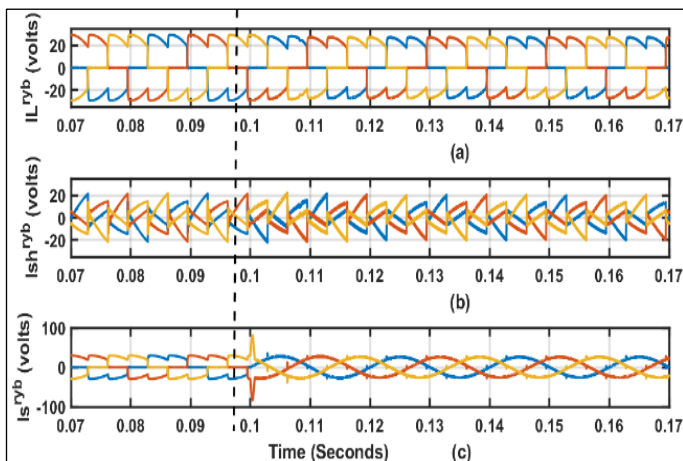 IL^ryb (volts)
20
0
-20
0.07 0.08 0.09 0.1 0.11 0.12 0.13 0.14 0.15 0.16 0.17
(a)
Ish^ryb (volts)
20
0
-20
0.07 0.08 0.09 0.1 0.11 0.12 0.13 0.14 0.15 0.16 0.17
(b)
Is^ryb (volts)
100
0
-100
0.07 0.08 0.09 0.1 0.11 0.12 0.13 0.14 0.15 0.16 0.17
Time (Seconds) (c)